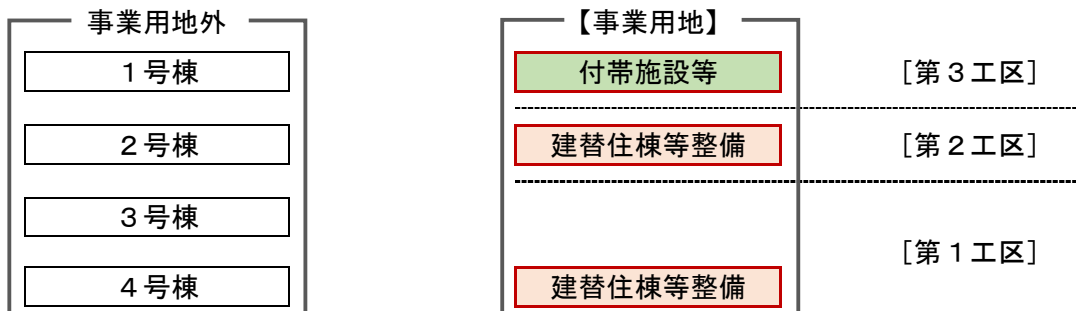 事業用地外
１号棟
２号棟
３号棟
４号棟
【事業用地】
付帯施設等
［第３工区］
建替住棟等整備
［第２工区］
［第１工区］
建替住棟等整備